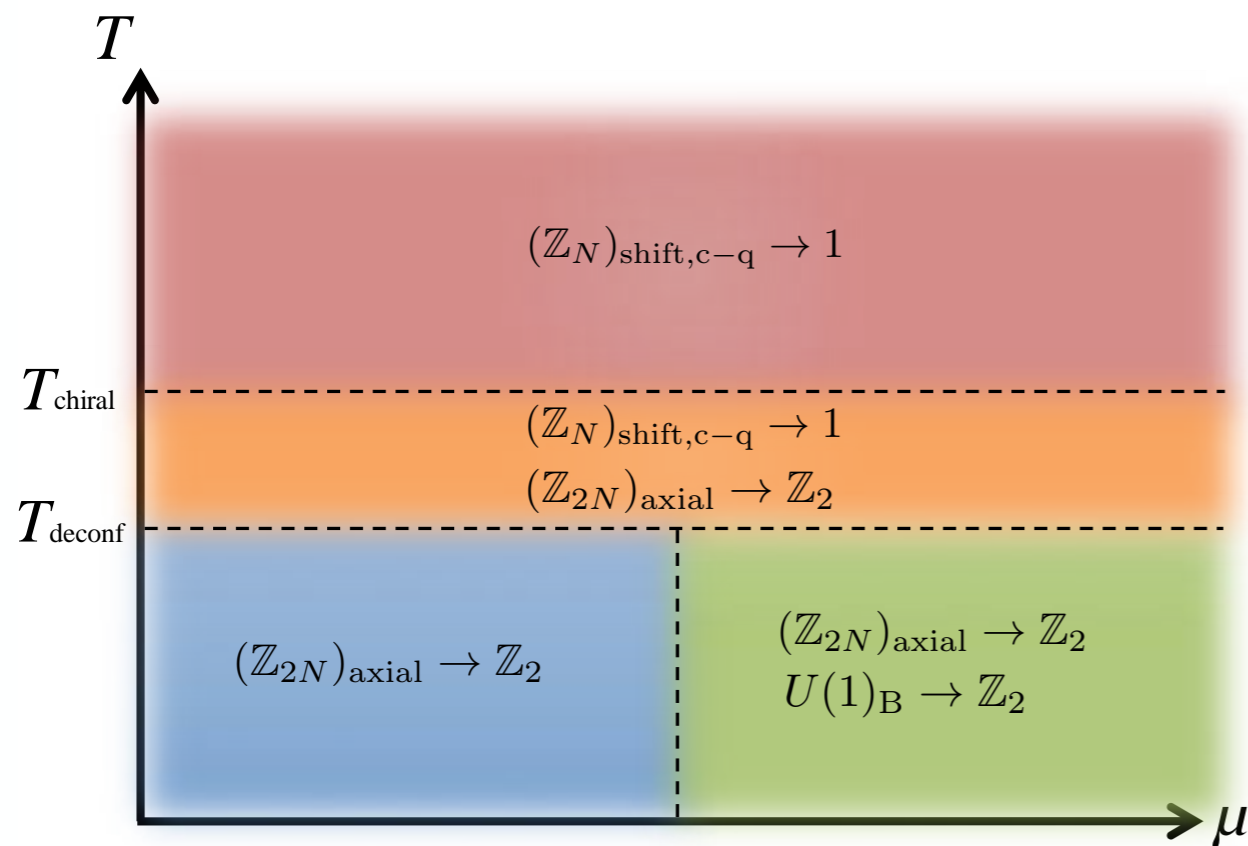 T
(ℤ_N)_shift,c−q → 1
T_chiral
(ℤ_N)_shift,c−q → 1
(ℤ_2N)_axial → ℤ_2
T_deconf
(ℤ_2N)_axial → ℤ_2
(ℤ_2N)_axial → ℤ_2
U(1)_B → ℤ_2
μ